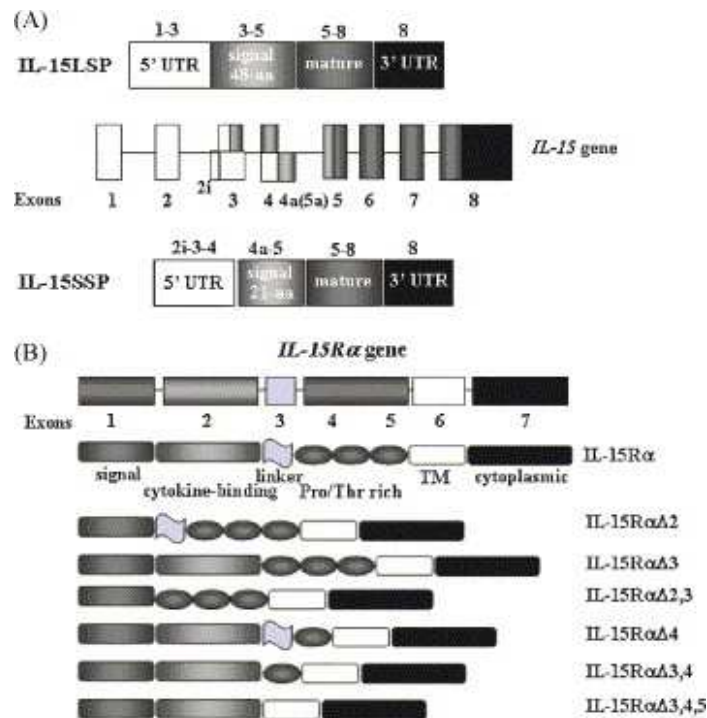 (A)
1-3 3-5 5-8 8
IL-15LSP 5' UTR signal 48-aa mature 3' UTR
IL-15 gene
2i
Exons 1 2 3 4 4a(5a) 5 6 7 8
2i-3-4 4a-5 5-8 8
IL-15SSP 5' UTR signal 21-aa mature 3' UTR
(B) IL-15Rα gene
Exons 1 2 3 4 5 6 7
IL-15Rα
signal cytokine-binding linker Pro/Thr rich TM cytoplasmic
IL-15RαΔ2
IL-15RαΔ3
IL-15RαΔ2,3
IL-15RαΔ4
IL-15RαΔ3,4
IL-15RαΔ3,4,5